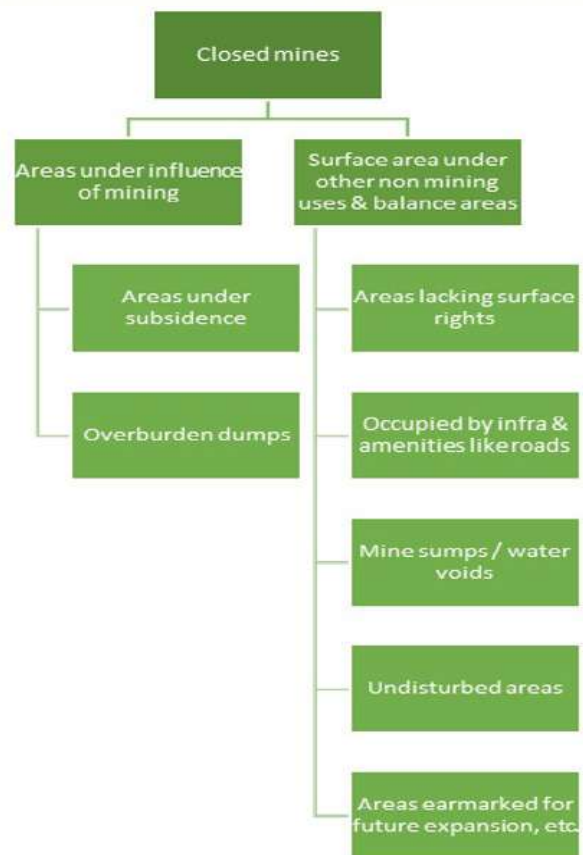 Closed mines
Areas under influence
of mining
Surface area under
other non mining
uses & balance areas
Areas under
subsidence
Overburden dumps
Areas lacking surface
rights
Occupied by infra &
amenities like roads
Mine sumps / water
voids
Undisturbed areas
Areas earmarked for
future expansion, etc.